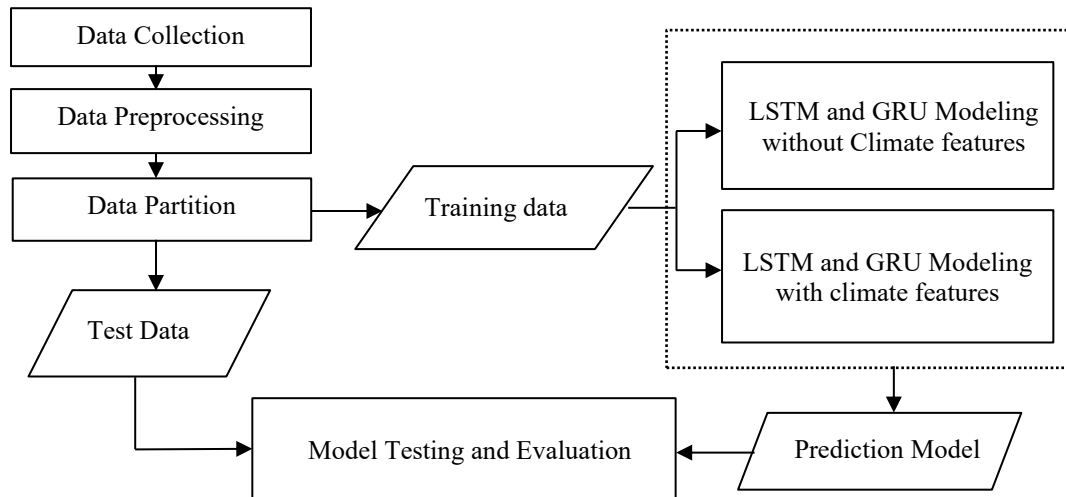 Data Collection
Data Preprocessing
Data Partition
Training data
LSTM and GRU Modeling
without Climate features
LSTM and GRU Modeling
with climate features
Test Data
Model Testing and Evaluation
Prediction Model